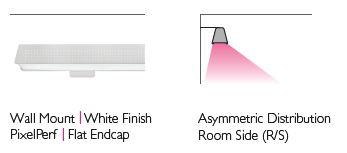 Wall Mount | White Finish
PixelPerf | Flat Endcap
Asymmetric Distribution
Room Side (R/S)